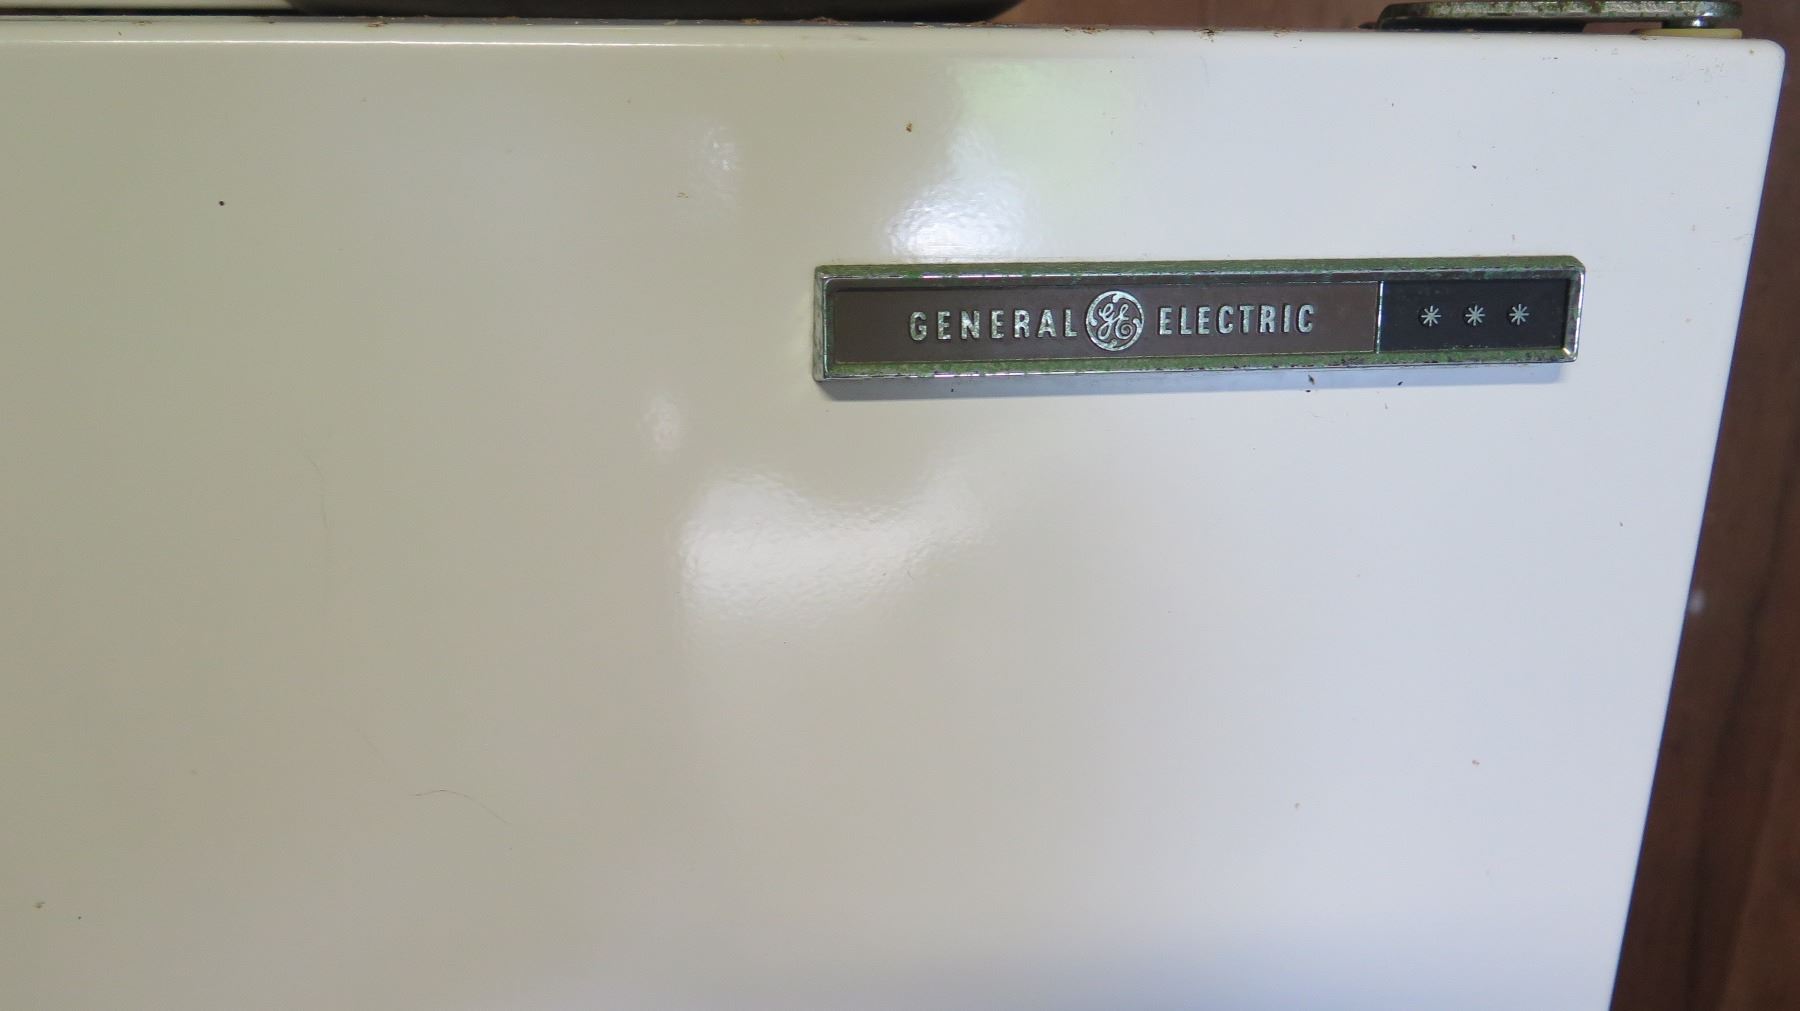 GENERAL GE ELECTRIC ***